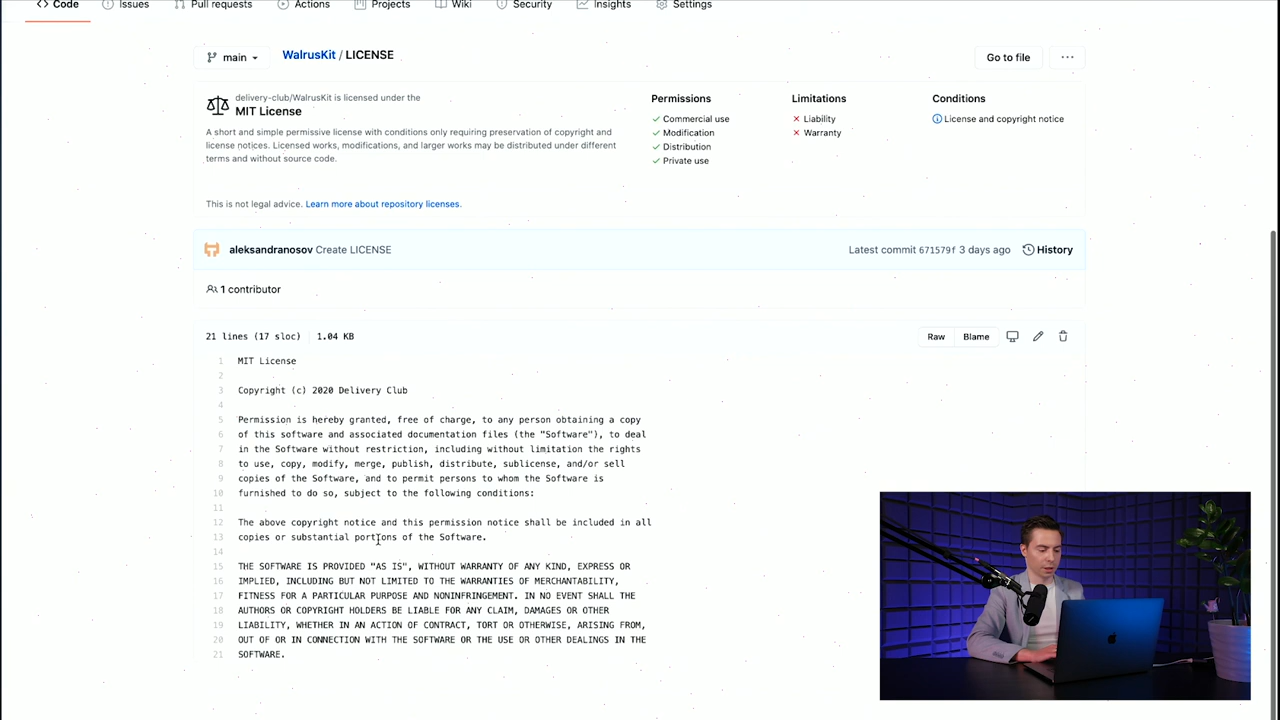 Code Issues Pull requests Actions Projects Wiki Security Insights Settings
main WalrusKit / LICENSE Go to file ...
delivery-club/WalrusKit is licensed under the
MIT License
A short and simple permissive license with conditions only requiring preservation of copyright and
license notices. Licensed works, modifications, and larger works may be distributed under different
terms and without source code.
Permissions
Commercial use
Modification
Distribution
Private use
Limitations
Liability
Warranty
Conditions
License and copyright notice
This is not legal advice. Learn more about repository licenses.
aleksandranosov Create LICENSE Latest commit 671579f 3 days ago History
1 contributor
21 lines (17 sloc) 1.04 KB Raw Blame
1 MIT License
2
3 Copyright (c) 2020 Delivery Club
4
5 Permission is hereby granted, free of charge, to any person obtaining a copy
6 of this software and associated documentation files (the "Software"), to deal
7 in the Software without restriction, including without limitation the rights
8 to use, copy, modify, merge, publish, distribute, sublicense, and/or sell
9 copies of the Software, and to permit persons to whom the Software is
10 furnished to do so, subject to the following conditions:
11
12 The above copyright notice and this permission notice shall be included in all
13 copies or substantial portions of the Software.
14
15 THE SOFTWARE IS PROVIDED "AS IS", WITHOUT WARRANTY OF ANY KIND, EXPRESS OR
16 IMPLIED, INCLUDING BUT NOT LIMITED TO THE WARRANTIES OF MERCHANTABILITY,
17 FITNESS FOR A PARTICULAR PURPOSE AND NONINFRINGEMENT. IN NO EVENT SHALL THE
18 AUTHORS OR COPYRIGHT HOLDERS BE LIABLE FOR ANY CLAIM, DAMAGES OR OTHER
19 LIABILITY, WHETHER IN AN ACTION OF CONTRACT, TORT OR OTHERWISE, ARISING FROM,
20 OUT OF OR IN CONNECTION WITH THE SOFTWARE OR THE USE OR OTHER DEALINGS IN THE
21 SOFTWARE.